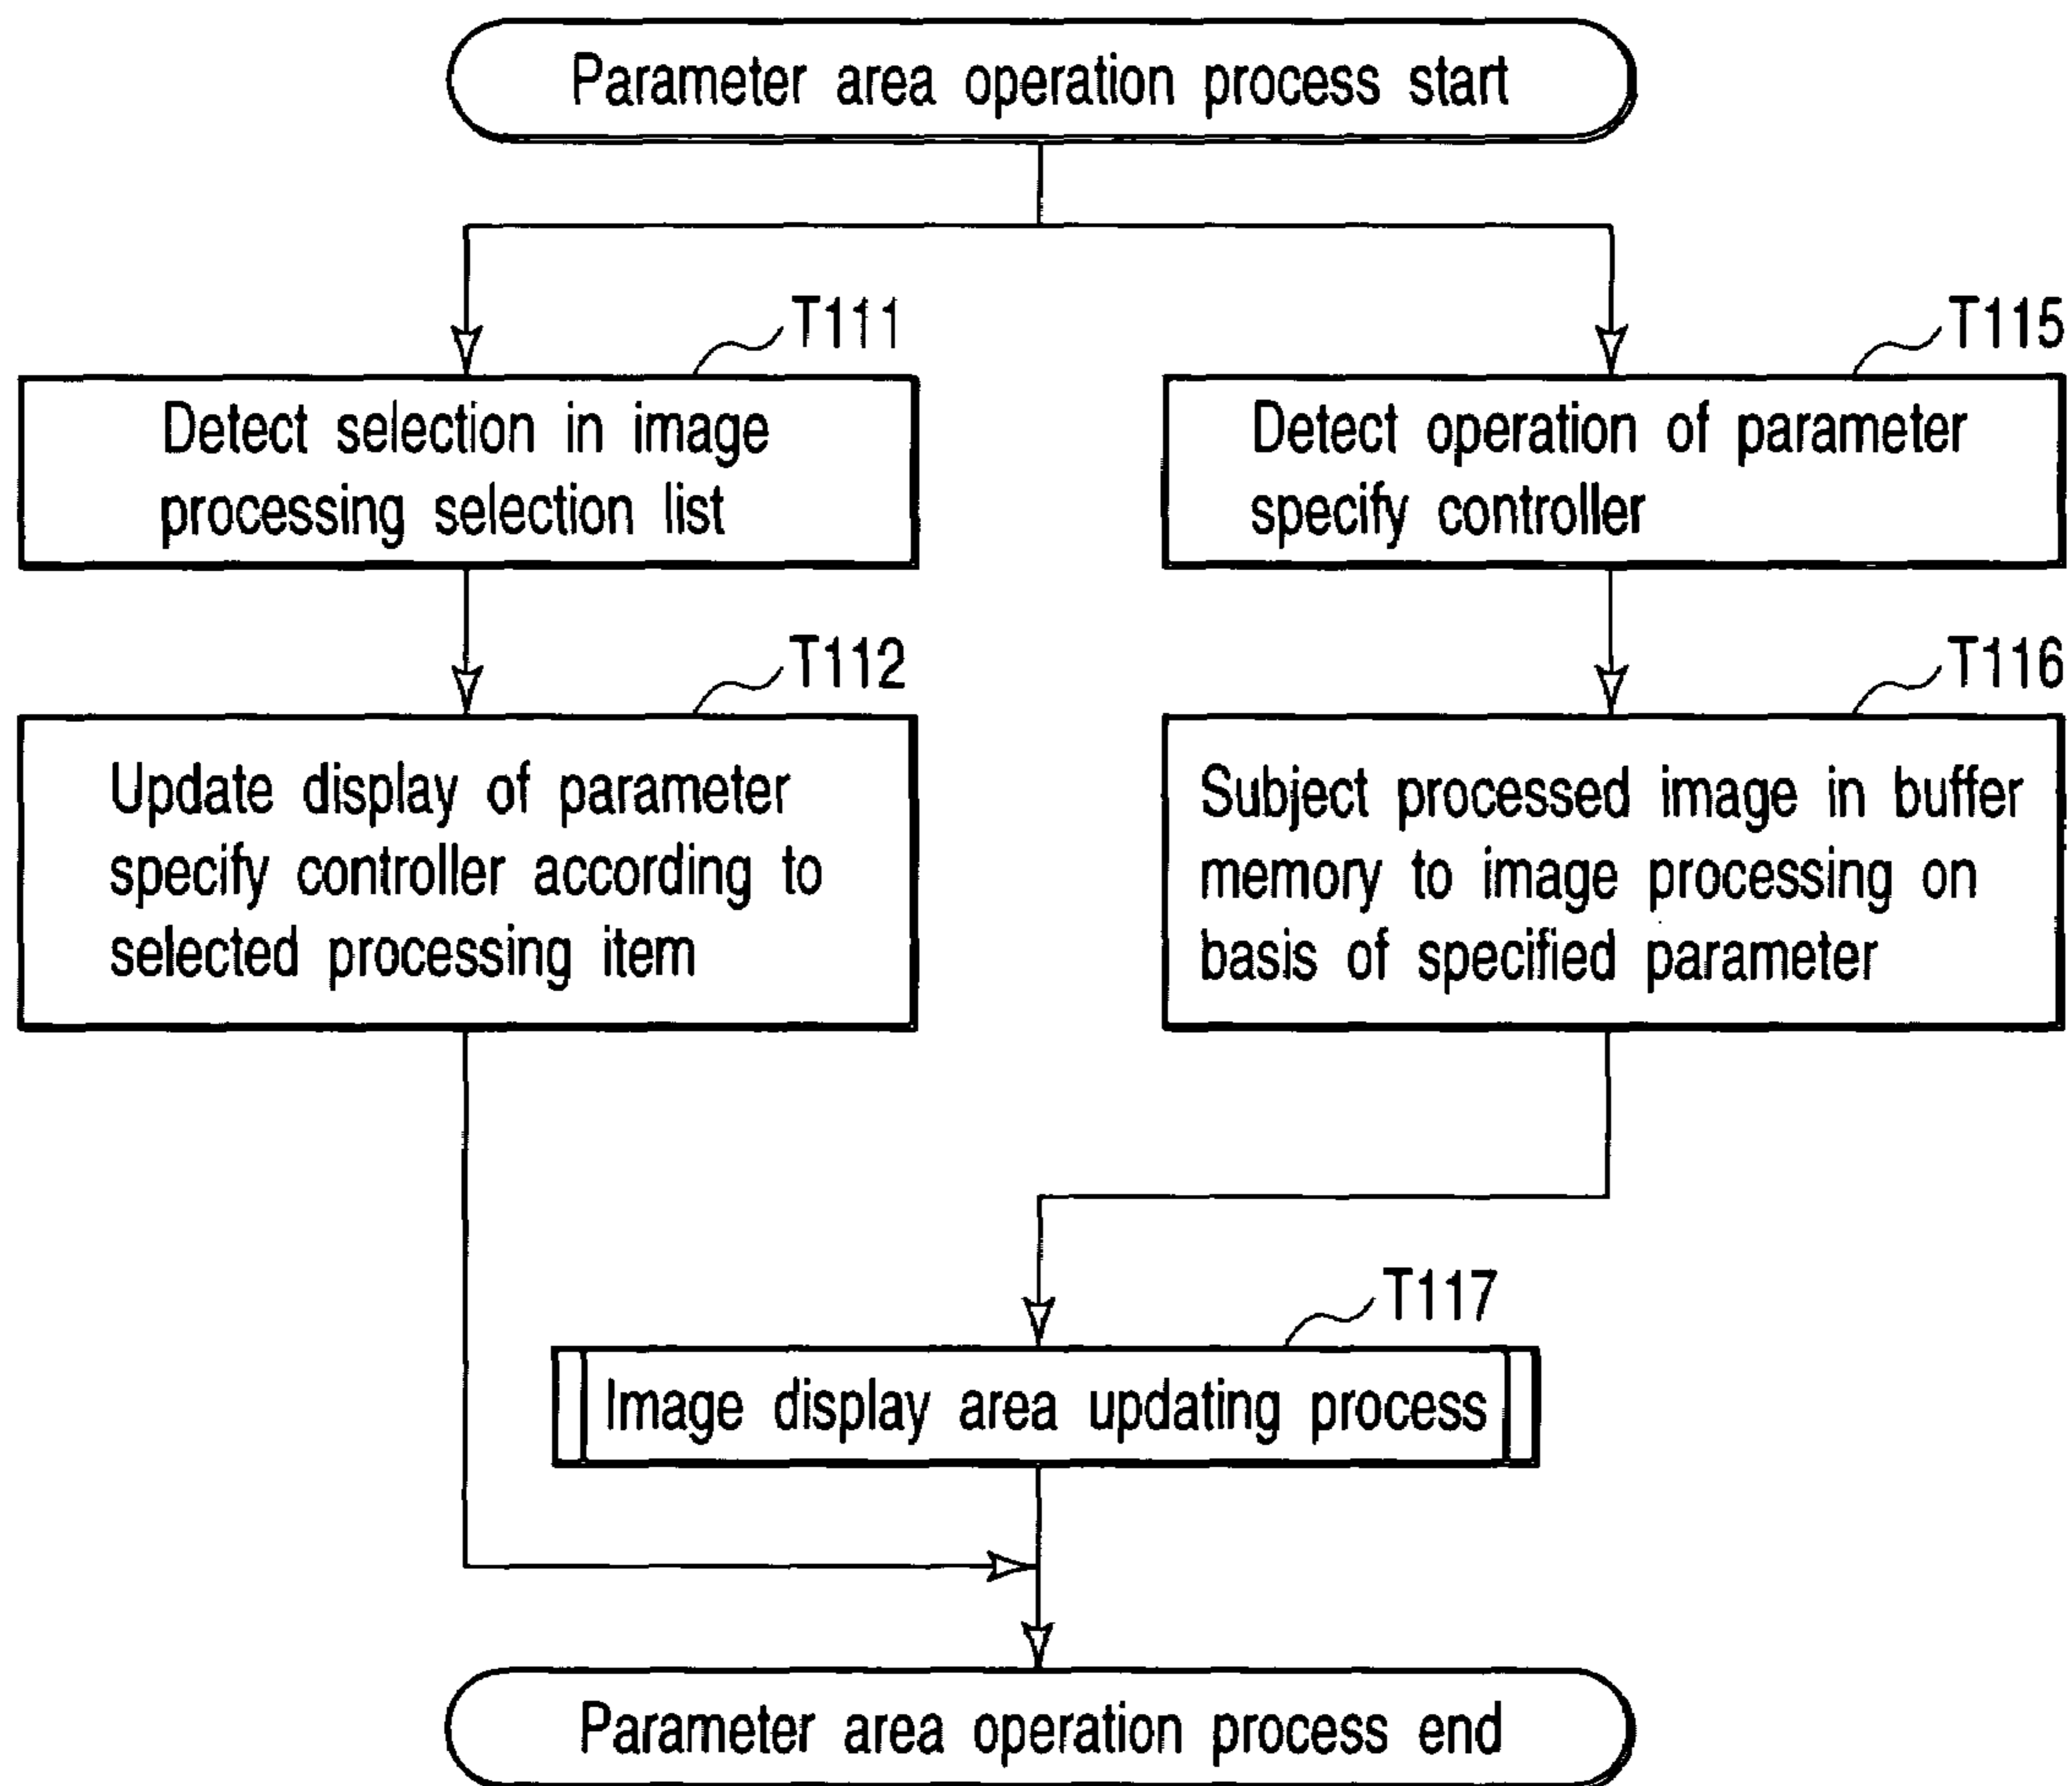 Parameter area operation process start
T111
Detect selection in image
processing selection list
T115
Detect operation of parameter
specify controller
T112
Update display of parameter
specify controller according to
selected processing item
T116
Subject processed image in buffer
memory to image processing on
basis of specified parameter
T117
Image display area updating process
Parameter area operation process end